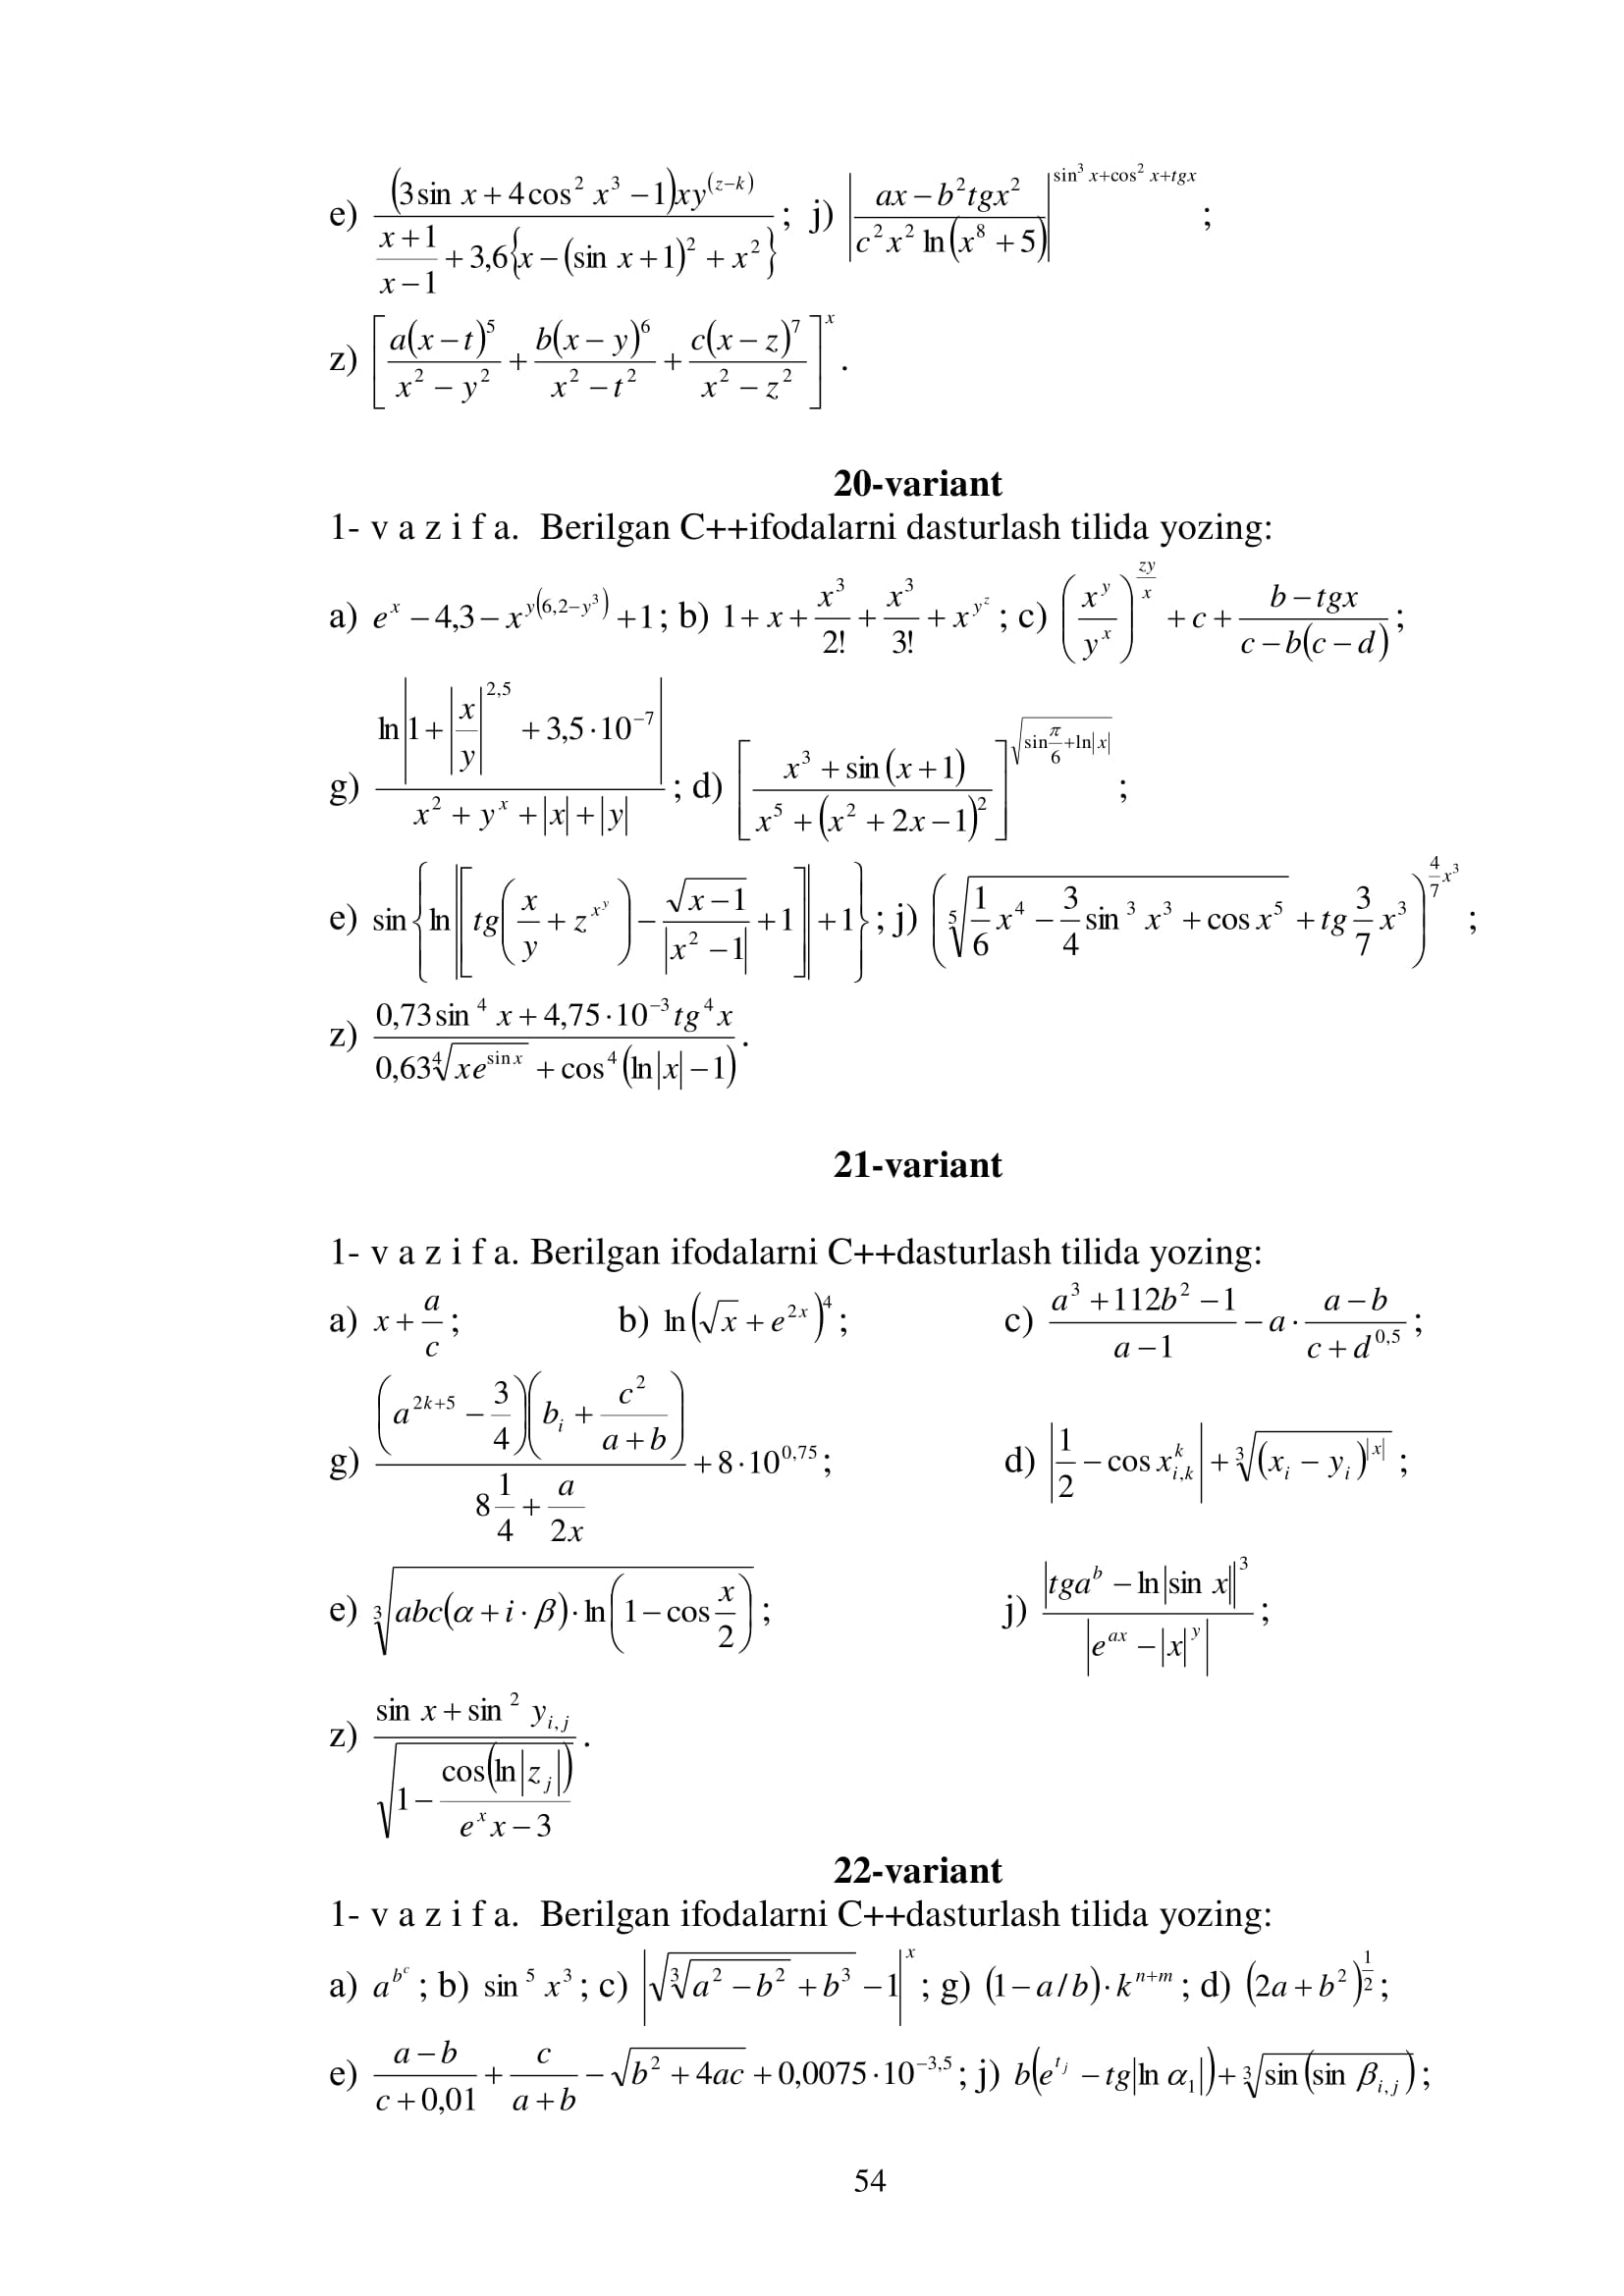 e) \frac{(3\sin x+4\cos^2 x^3-1)xy^{(z-k)}}{\frac{x+1}{x-1}+3,6\{x-(\sin x+1)^2+x^2\}}; j) \left|\frac{ax-b^2tgx^2}{c^2x^2\ln(x^8+5)}\right|^{\sin^3 x+\cos^2 x+tgx};
z) \left[\frac{a(x-t)^5}{x^2-y^2}+\frac{b(x-y)^6}{x^2-t^2}+\frac{c(x-z)^7}{x^2-z^2}\right]^x.
20-variant
1- v a z i f a. Berilgan C++ifodalarni dasturlash tilida yozing:
a) e^x-4,3-x^{y(6,2-y^3)}+1; b) 1+x+\frac{x^3}{2!}+\frac{x^3}{3!}+x^{y^z}; c) \left(\frac{x^y}{y^x}\right)^{\frac{zy}{x}}+c+\frac{b-tgx}{c-b(c-d)};
g) \frac{\ln\left|1+\left|\frac{x}{y}\right|^{2,5}+3,5\cdot10^{-7}\right|}{x^2+y^x+|x|+|y|}; d) \left[\frac{x^3+\sin(x+1)}{x^5+(x^2+2x-1)^2}\right]^{\sqrt{\sin\frac{\pi}{6}+\ln|x|}};
e) \sin\left\{\ln\left|\left[tg\left(\frac{x}{y}+z^{x^y}\right)-\frac{\sqrt{x-1}}{|x^2-1|}+1\right]\right|+1\right\}; j) \left(\sqrt[5]{\frac{1}{6}x^4-\frac{3}{4}\sin^3 x^3+\cos x^5}+tg\frac{3}{7}x^3\right)^{\frac{4}{7}x^3};
z) \frac{0,73\sin^4 x+4,75\cdot10^{-3}tg^4x}{0,63\sqrt[4]{xe^{\sin x}}+\cos^4(\ln|x|-1)}.
21-variant
1- v a z i f a. Berilgan ifodalarni C++dasturlash tilida yozing:
a) x+\frac{a}{c}; b) \ln(\sqrt{x}+e^{2x})^4; c) \frac{a^3+112b^2-1}{a-1}-a\cdot\frac{a-b}{c+d^{0,5}};
g) \frac{\left(a^{2k+5}-\frac{3}{4}\right)\left(b_i+\frac{c^2}{a+b}\right)}{8\frac{1}{4}+\frac{a}{2x}}+8\cdot10^{0,75}; d) \left|\frac{1}{2}-\cos x_{i,k}^k\right|+\sqrt[3]{(x_i-y_i)^{|x|}};
e) \sqrt[3]{abc(\alpha+i\cdot\beta)\cdot\ln\left(1-\cos\frac{x}{2}\right)}; j) \frac{|tga^b-\ln|\sin x||^3}{|e^{ax}-|x|^y|};
z) \frac{\sin x+\sin^2 y_{i,j}}{\sqrt{1-\frac{\cos(\ln|z_j|)}{e^x x-3}}}.
22-variant
1- v a z i f a. Berilgan ifodalarni C++dasturlash tilida yozing:
a) a^{b^c}; b) \sin^5 x^3; c) \left|\sqrt{\sqrt[3]{a^2-b^2}+b^3}-1\right|^x; g) (1-a/b)\cdot k^{n+m}; d) (2a+b^2)^{\frac{1}{2}};
e) \frac{a-b}{c+0,01}+\frac{c}{a+b}-\sqrt{b^2+4ac}+0,0075\cdot10^{-3,5}; j) b(e^{t_j}-tg|\ln\alpha_1|)+\sqrt[3]{\sin(\sin\beta_{i,j})};
54